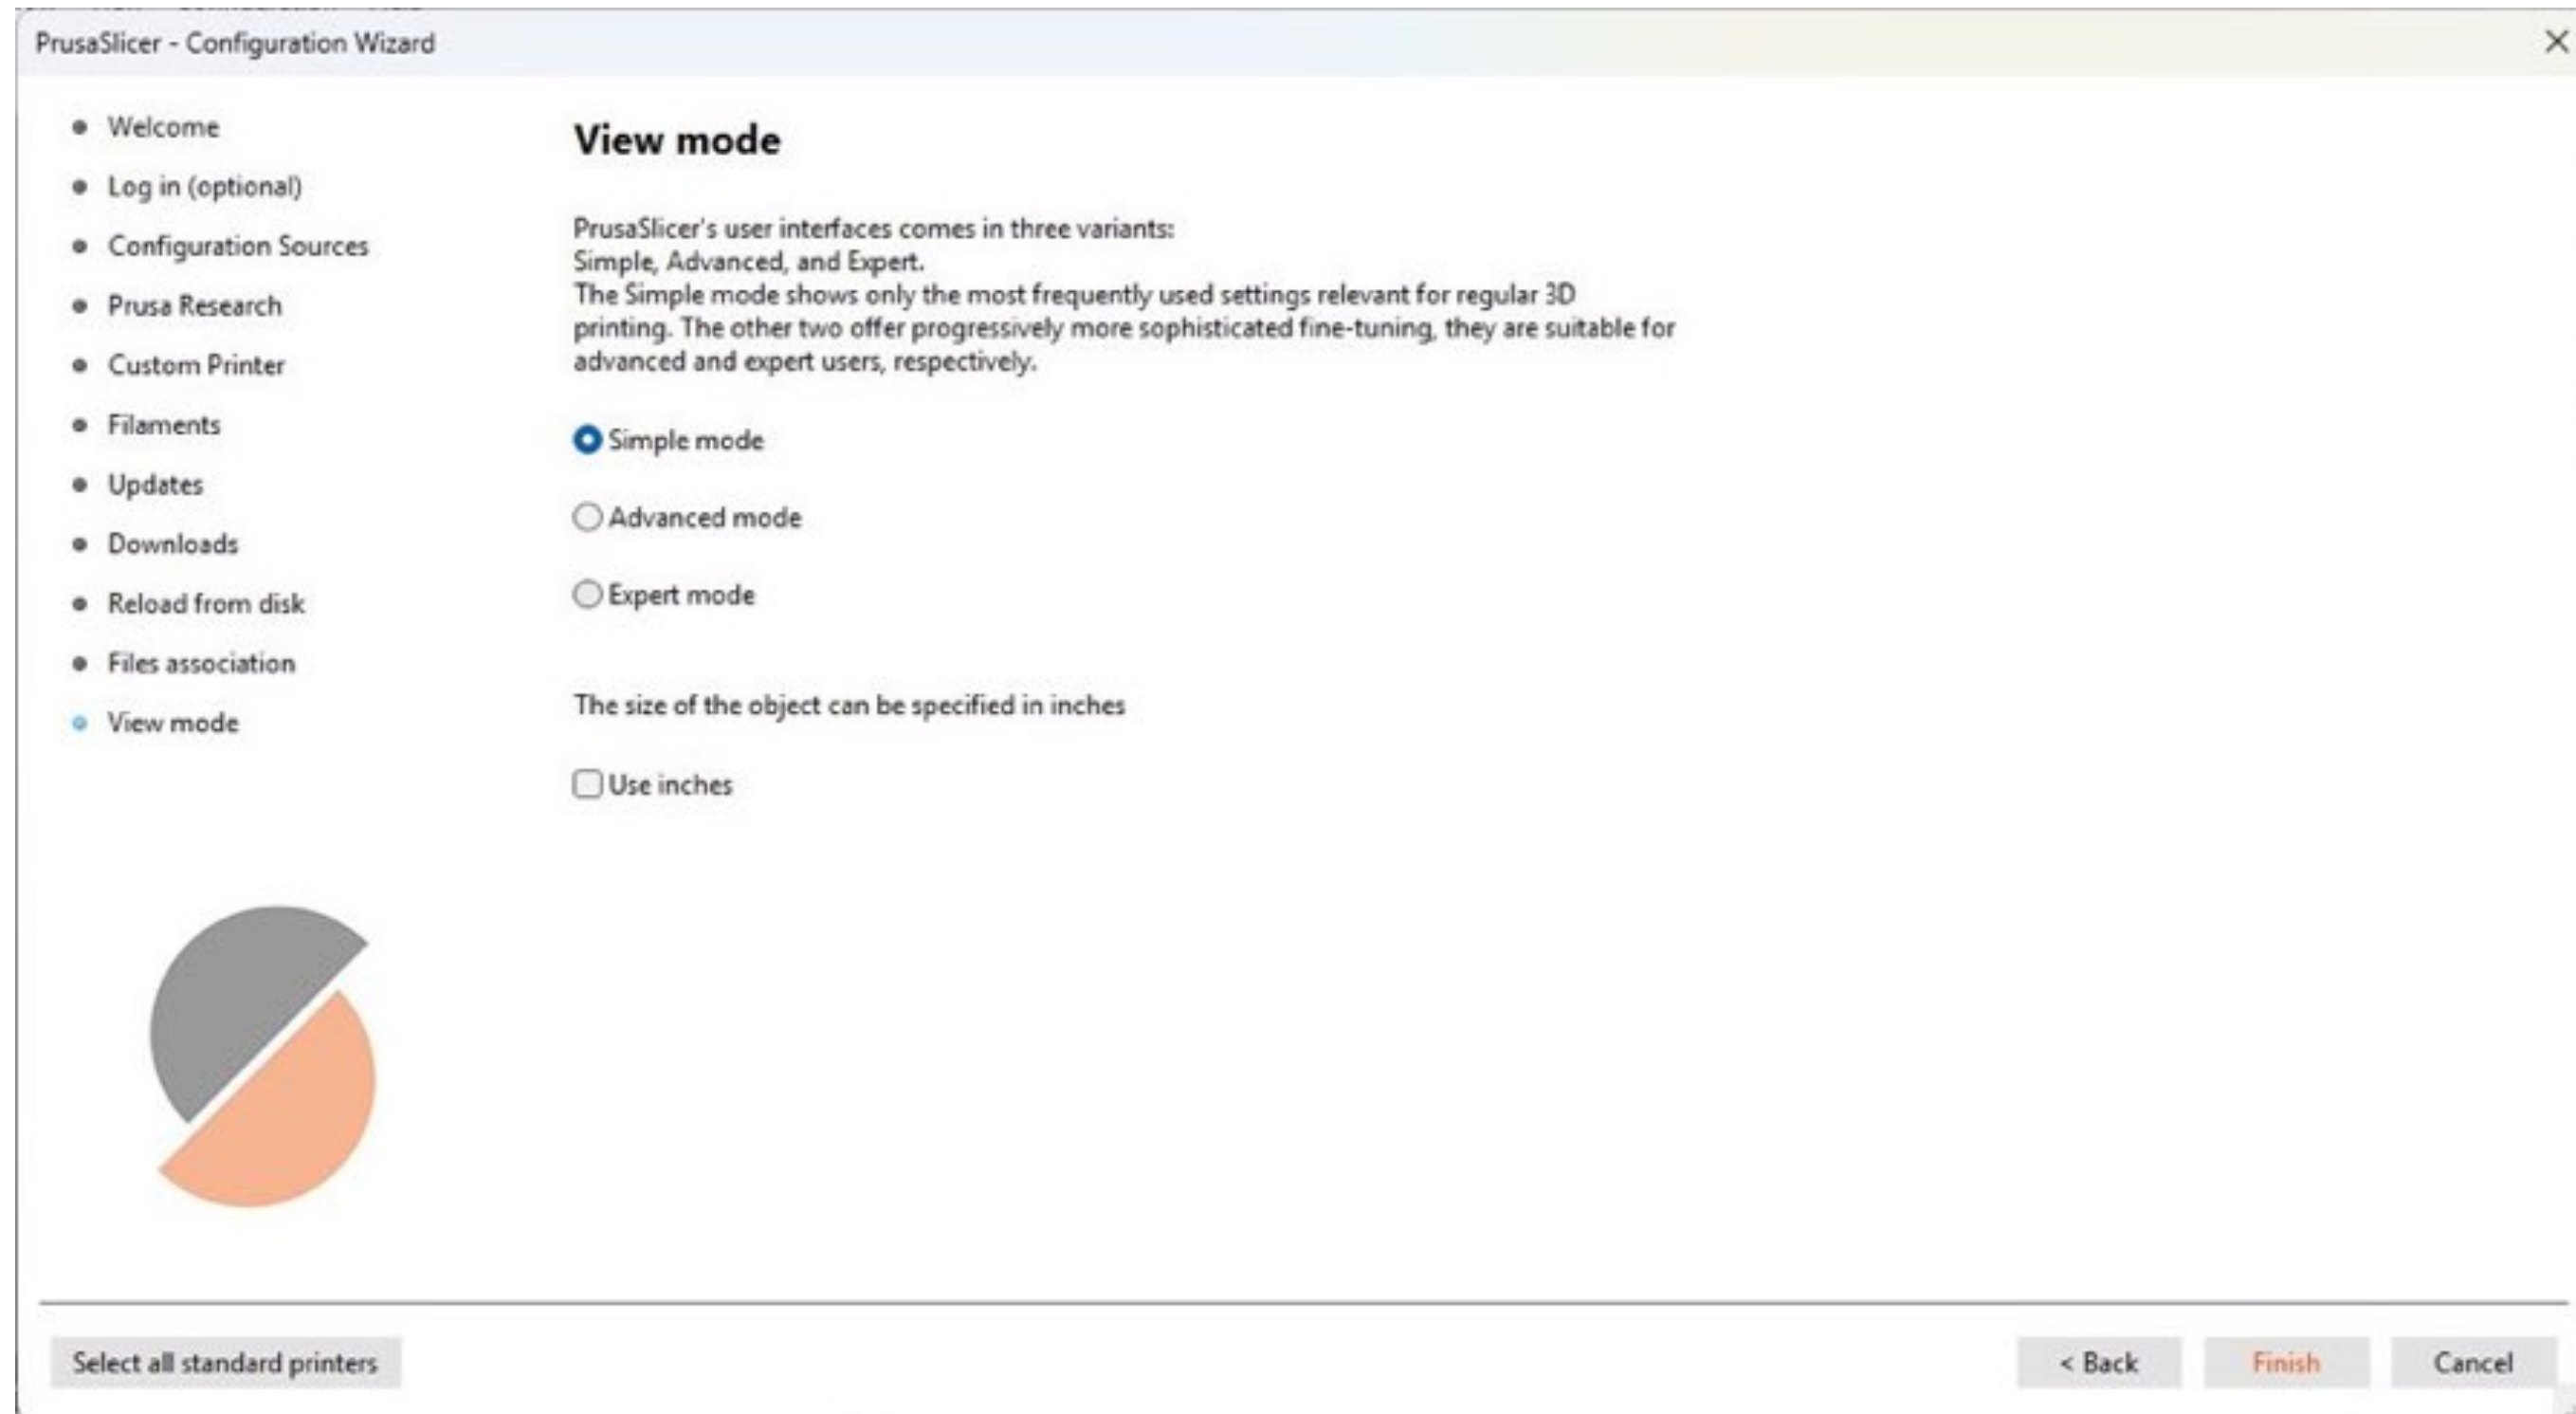 PrusaSlicer - Configuration Wizard
Welcome
Log in (optional)
Configuration Sources
Prusa Research
Custom Printer
Filaments
Updates
Downloads
Reload from disk
Files association
View mode
View mode
PrusaSlicer's user interfaces comes in three variants:
Simple, Advanced, and Expert.
The Simple mode shows only the most frequently used settings relevant for regular 3D
printing. The other two offer progressively more sophisticated fine-tuning, they are suitable for
advanced and expert users, respectively.
Simple mode
Advanced mode
Expert mode
The size of the object can be specified in inches
Use inches
Select all standard printers
< Back
Finish
Cancel